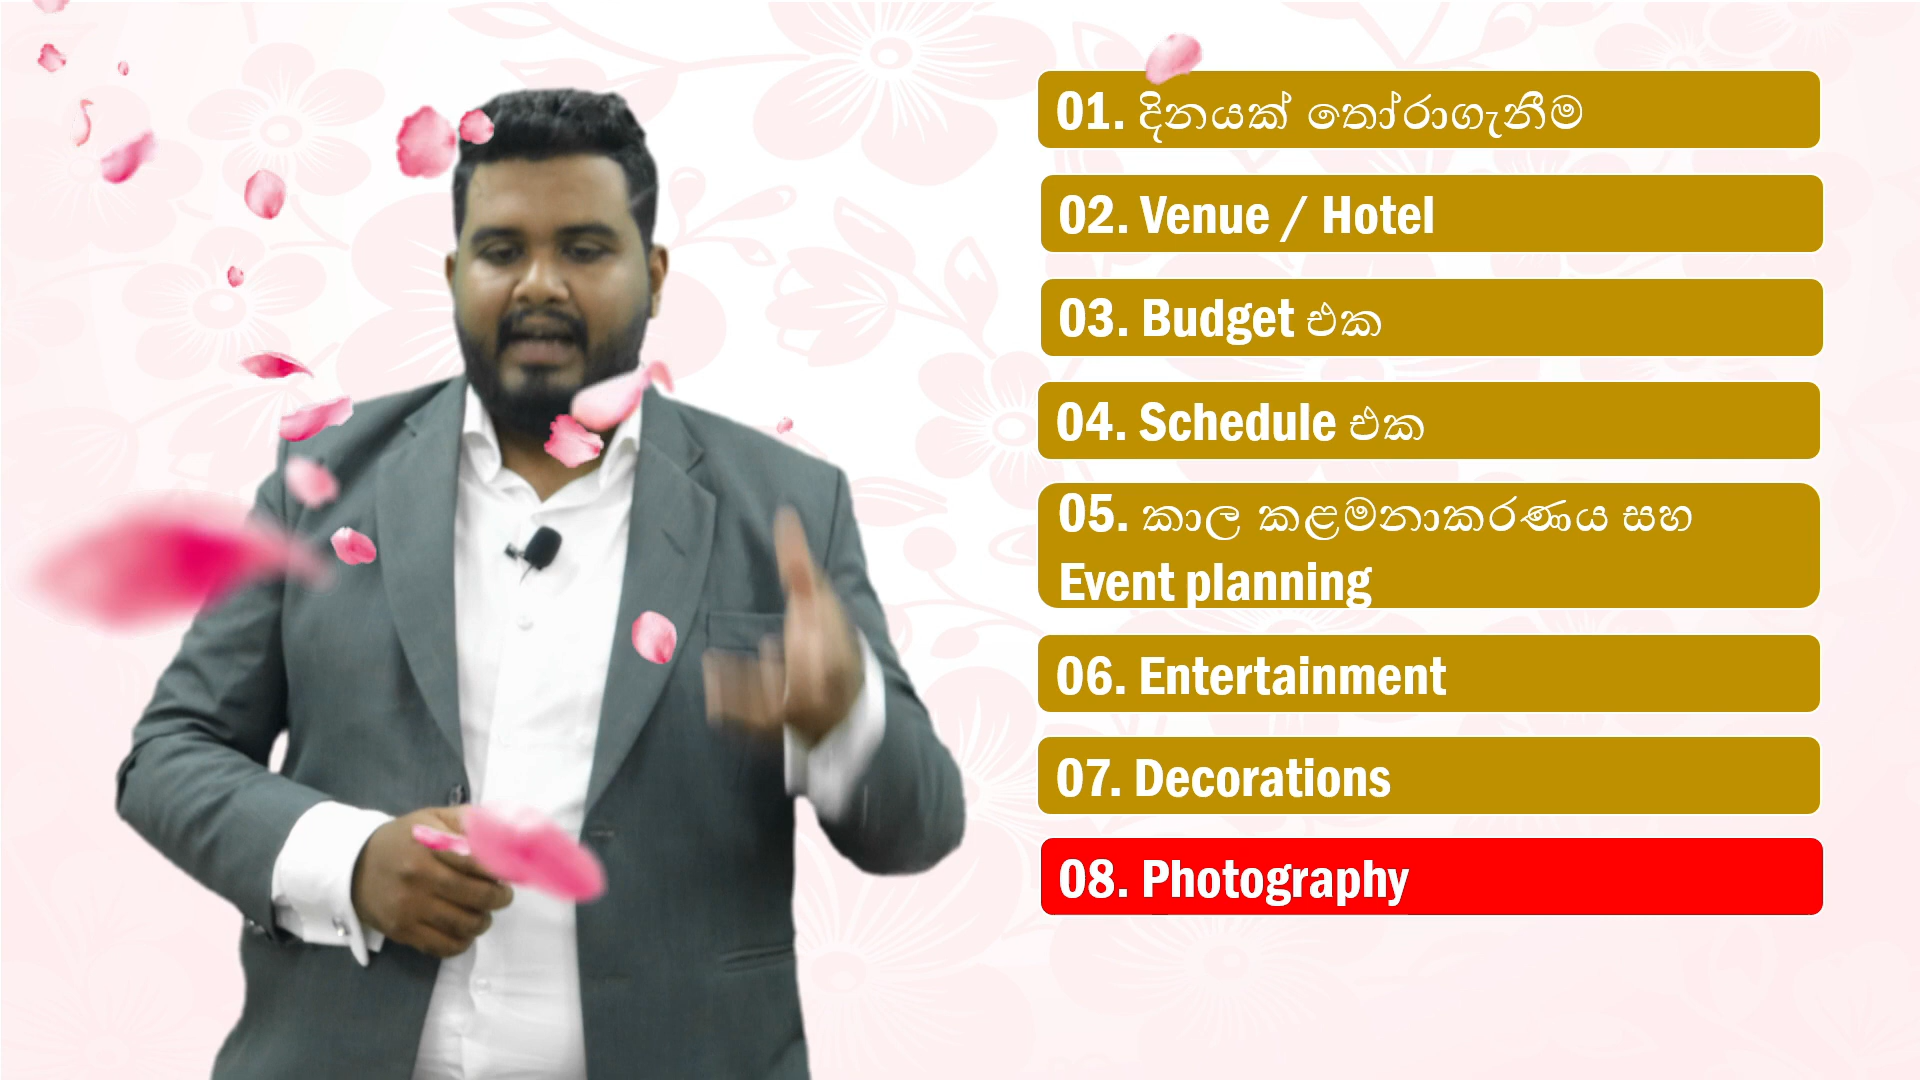 01. දිනයක් තෝරාගැනීම
02. Venue / Hotel
03. Budget එක
04. Schedule එක
05. කාල කළමනාකරණය සහ
Event planning
06. Entertainment
07. Decorations
08. Photography